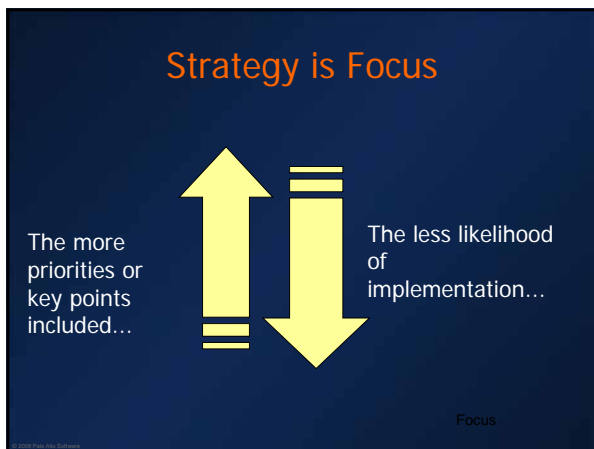 Strategy is Focus
The more
priorities or
key points
included…
The less likelihood
of
implementation…
Focus
© 2008 Palo Alto Software